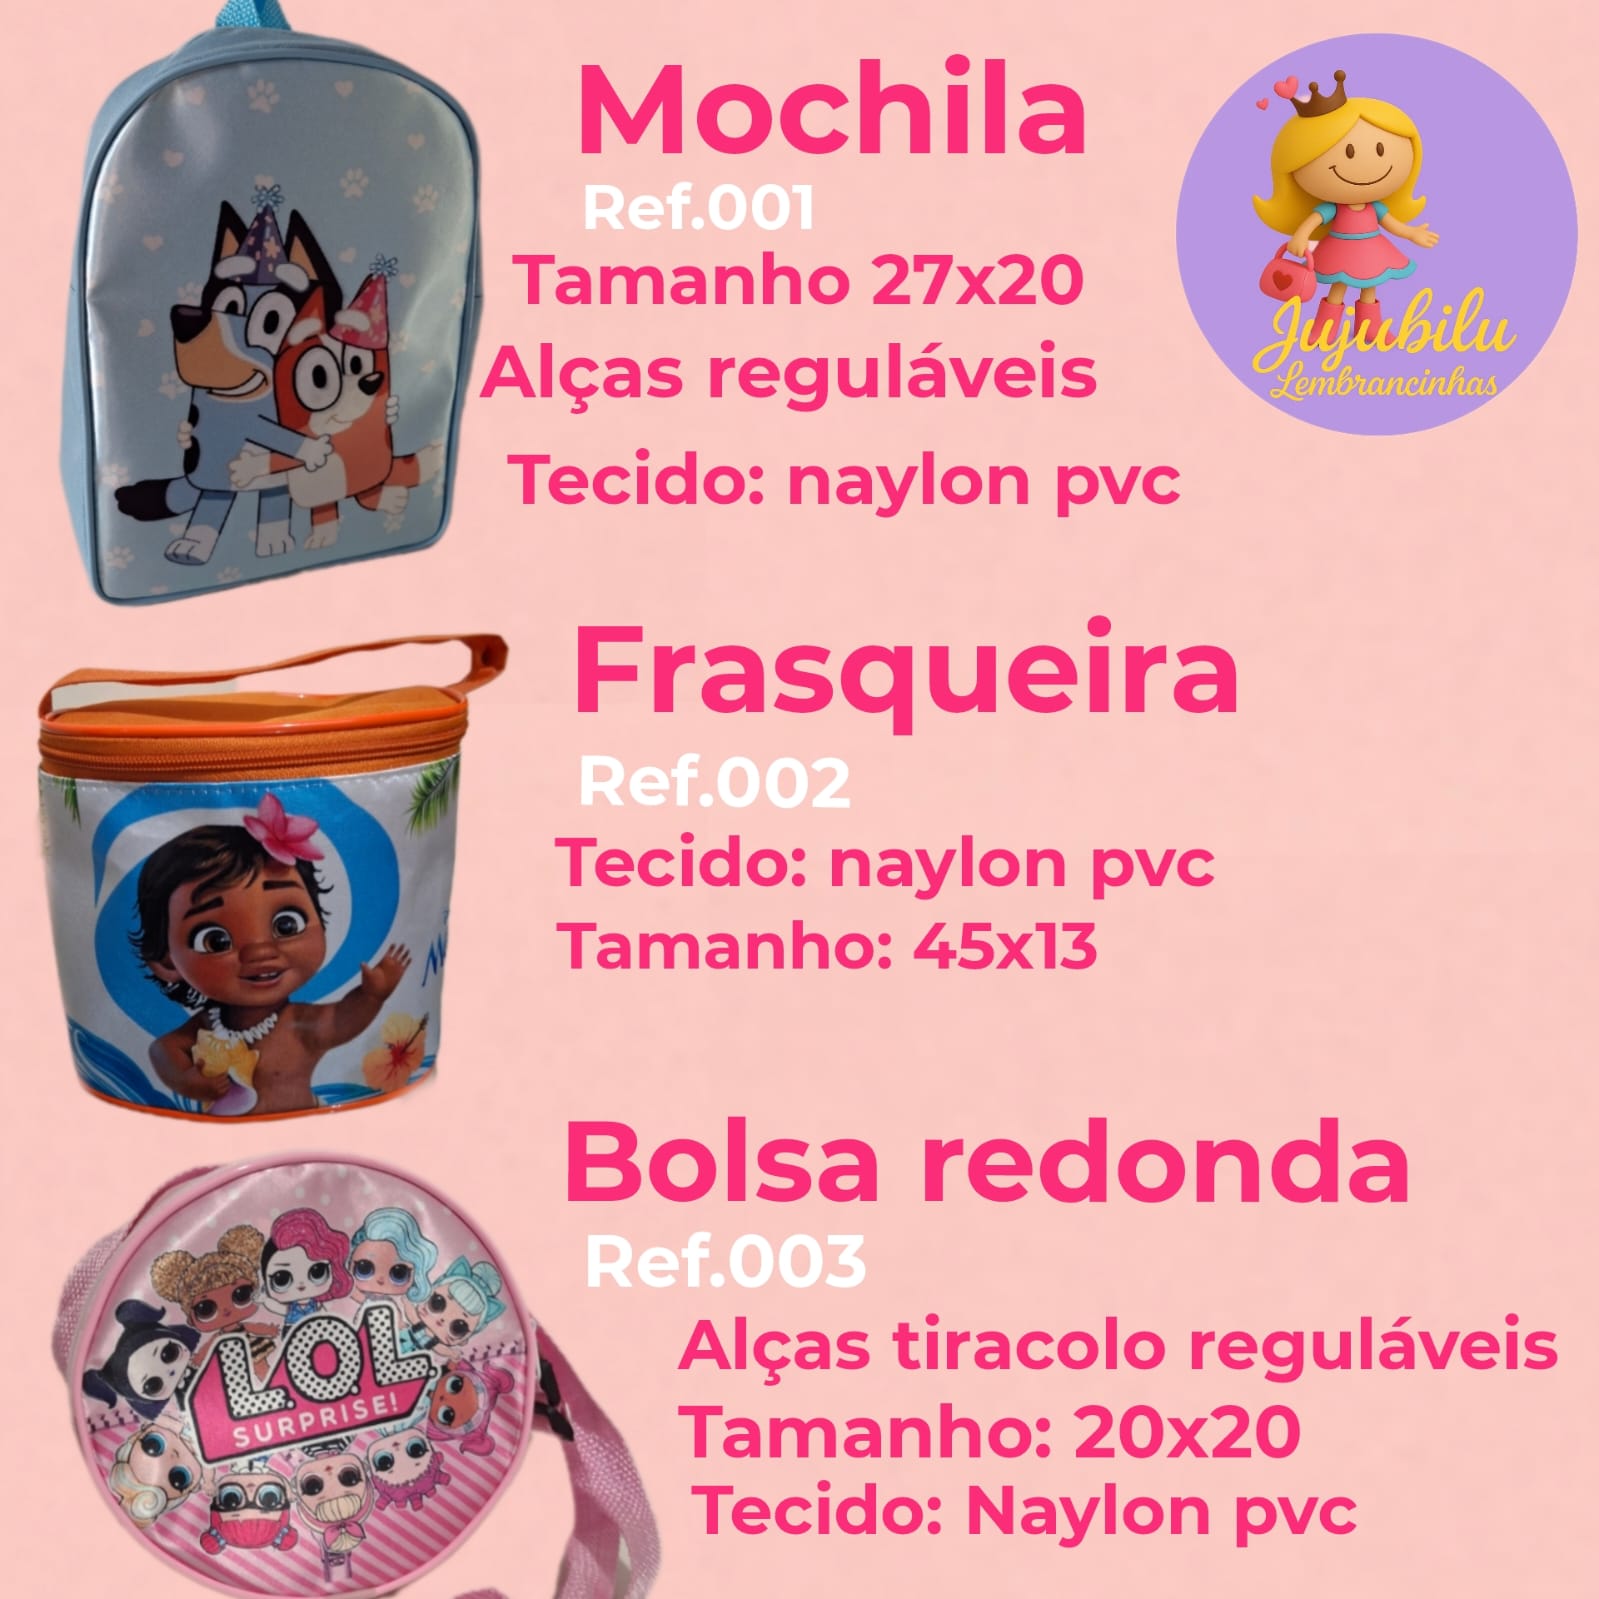 Mochila
Ref.001
Tamanho 27x20
Alças reguláveis
Tecido: naylon pvc
Jujubilu
Lembrancinhas
Frasqueira
Ref.002
Tecido: naylon pvc
Tamanho: 45x13
Bolsa redonda
Ref.003
Alças tiracolo reguláveis
Tamanho: 20x20
Tecido: Naylon pvc
L.O.L.
SURPRISE!